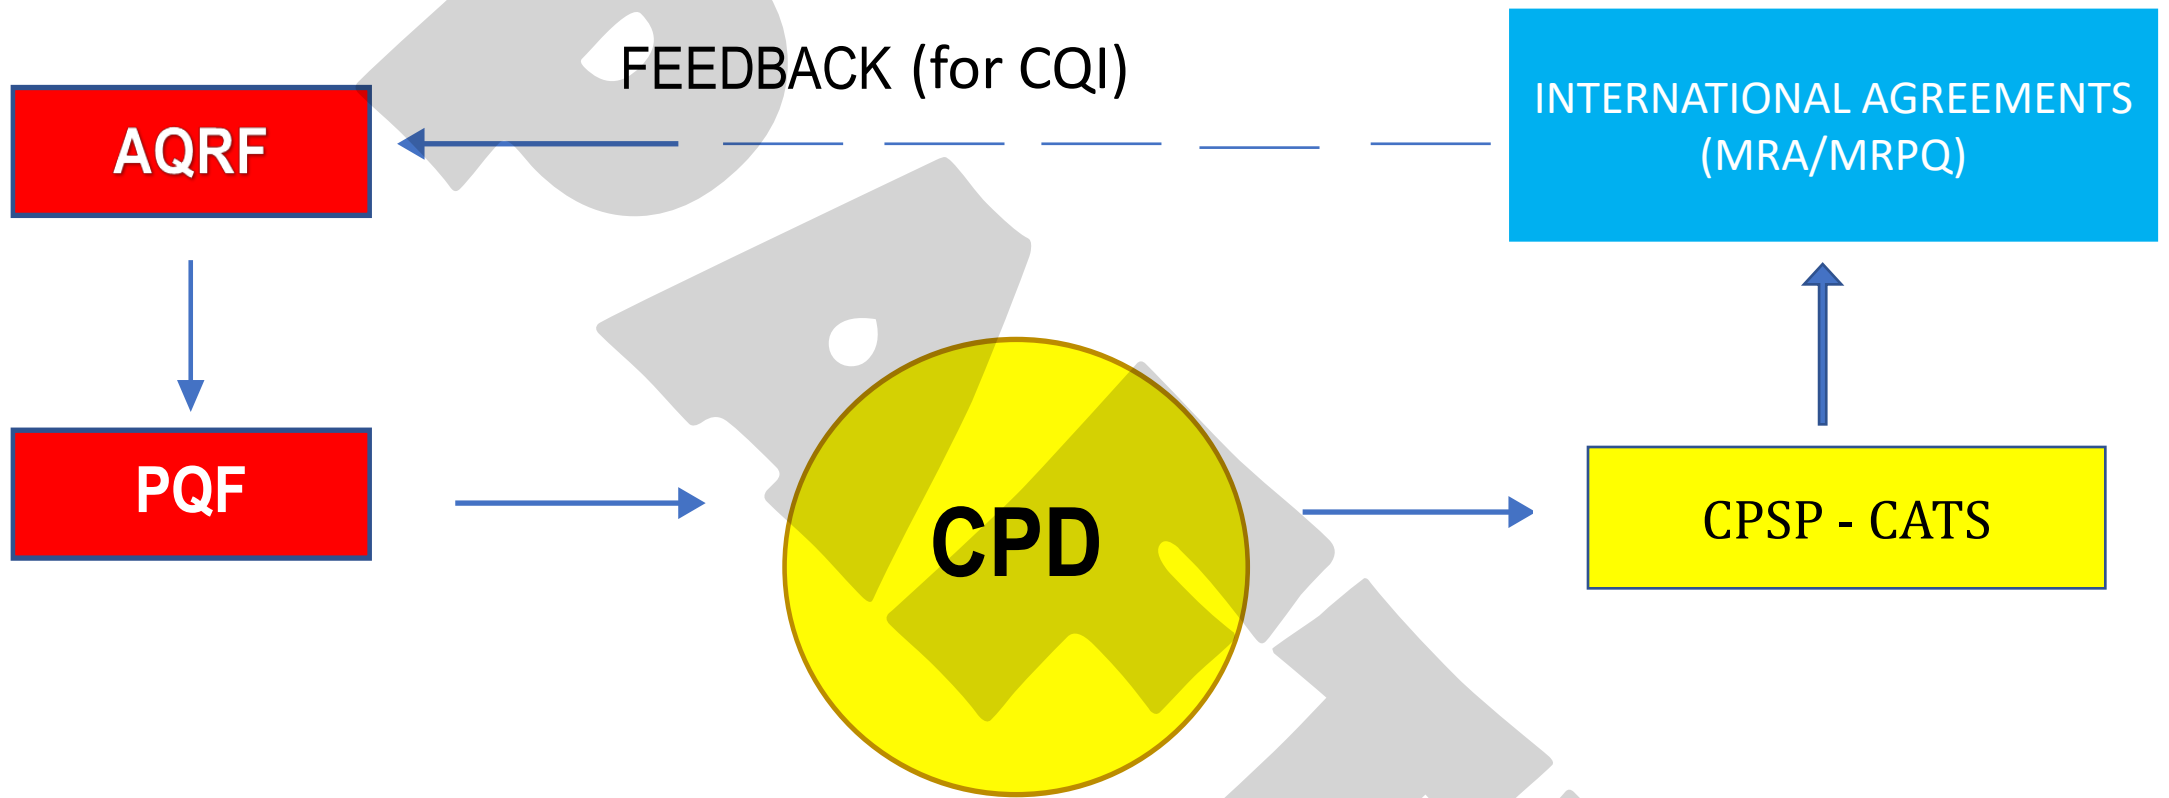 FEEDBACK (for CQI)
AQRF
INTERNATIONAL AGREEMENTS
(MRA/MRPQ)
PQF
CPD
CPSP - CATS